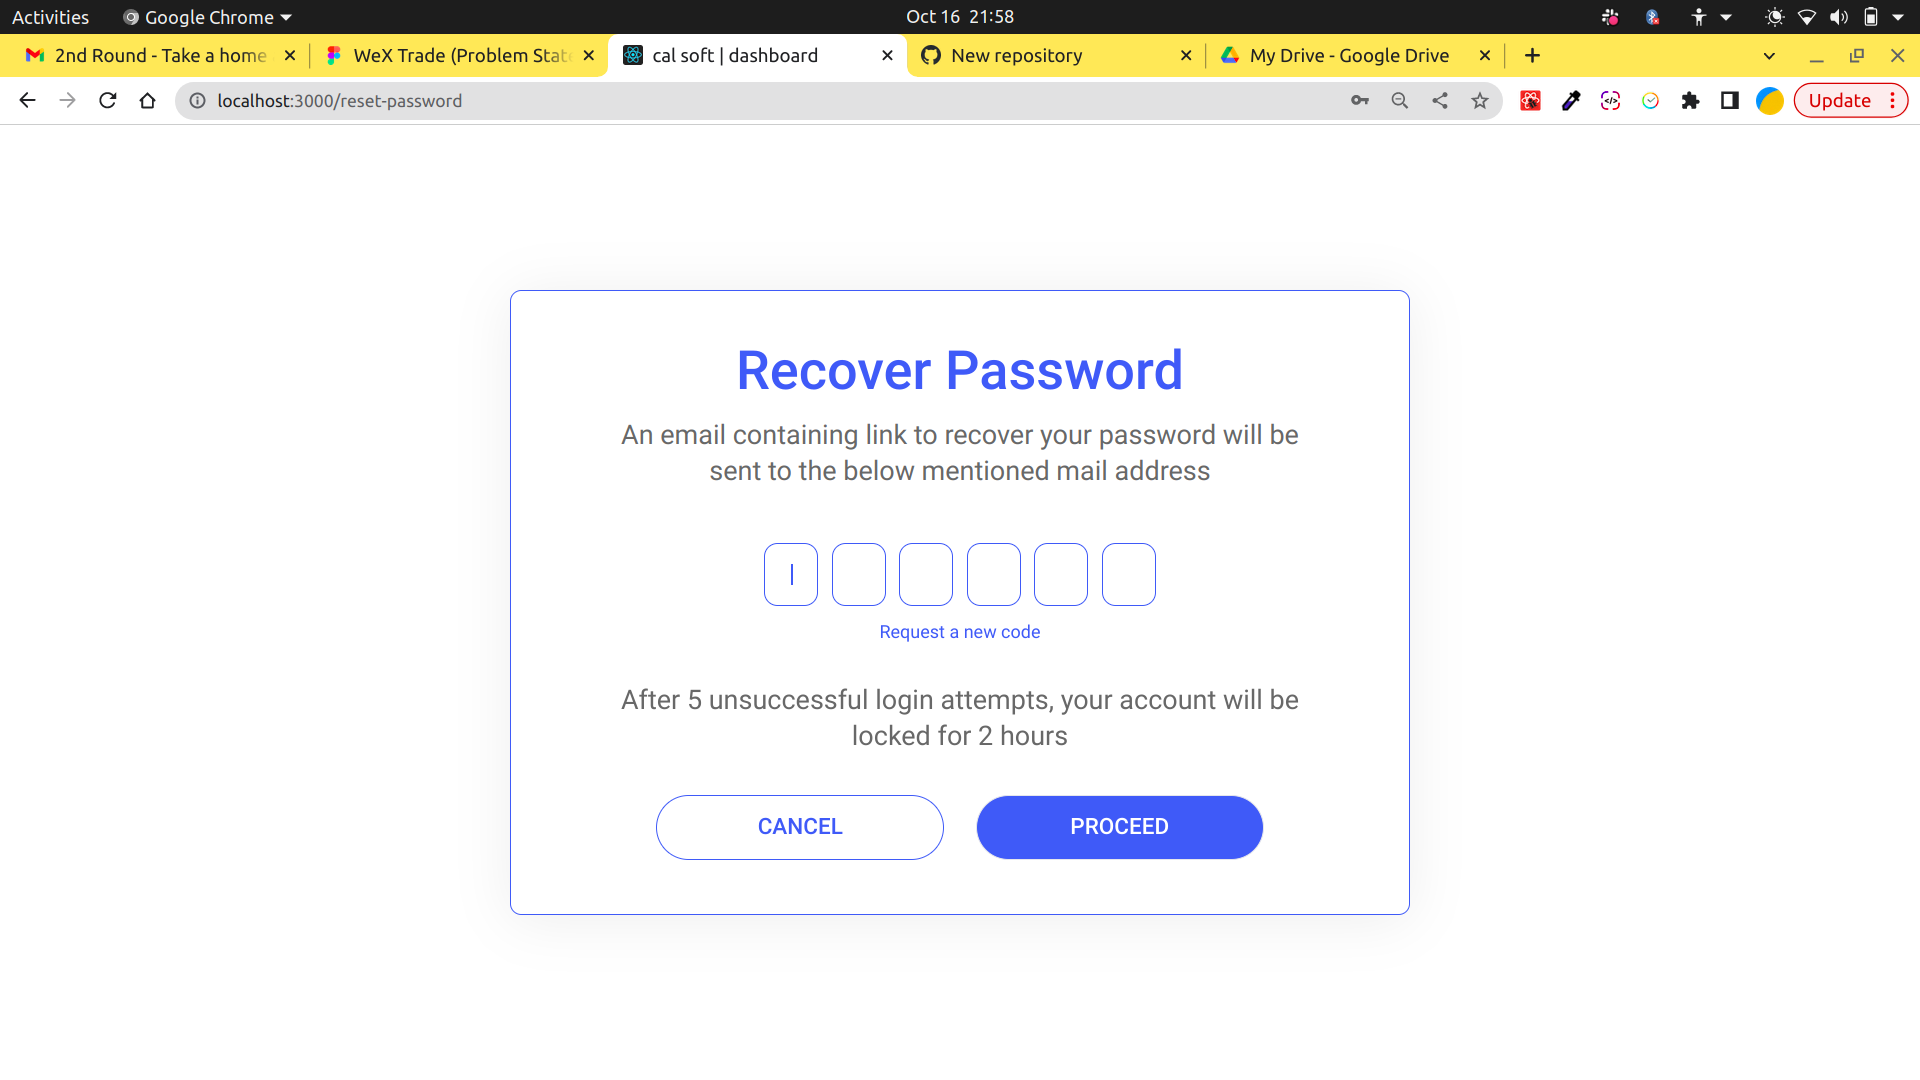 Activities
Google Chrome
Oct 16 21:58
2nd Round - Take a home
WeX Trade (Problem State
cal soft | dashboard
New repository
My Drive - Google Drive
localhost:3000/reset-password
Update
Recover Password
An email containing link to recover your password will be
sent to the below mentioned mail address
Request a new code
After 5 unsuccessful login attempts, your account will be
locked for 2 hours
CANCEL
PROCEED